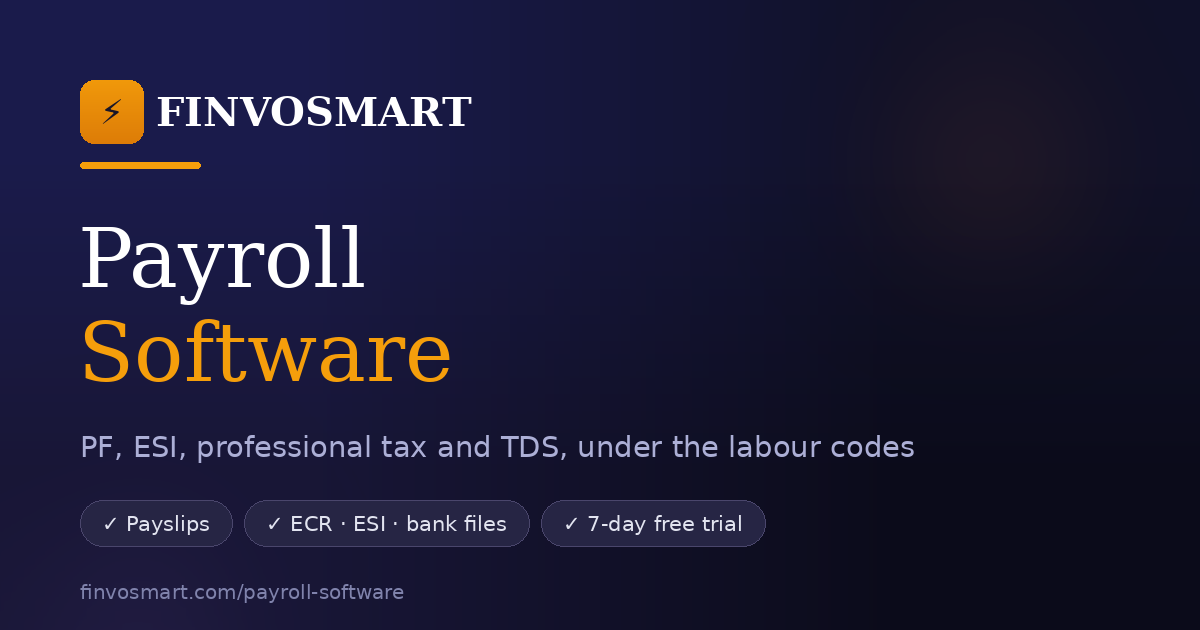 ⚡ FINVOSMART
Payroll
Software
PF, ESI, professional tax and TDS, under the labour codes
✓ Payslips ✓ ECR · ESI · bank files ✓ 7-day free trial
finvosmart.com/payroll-software